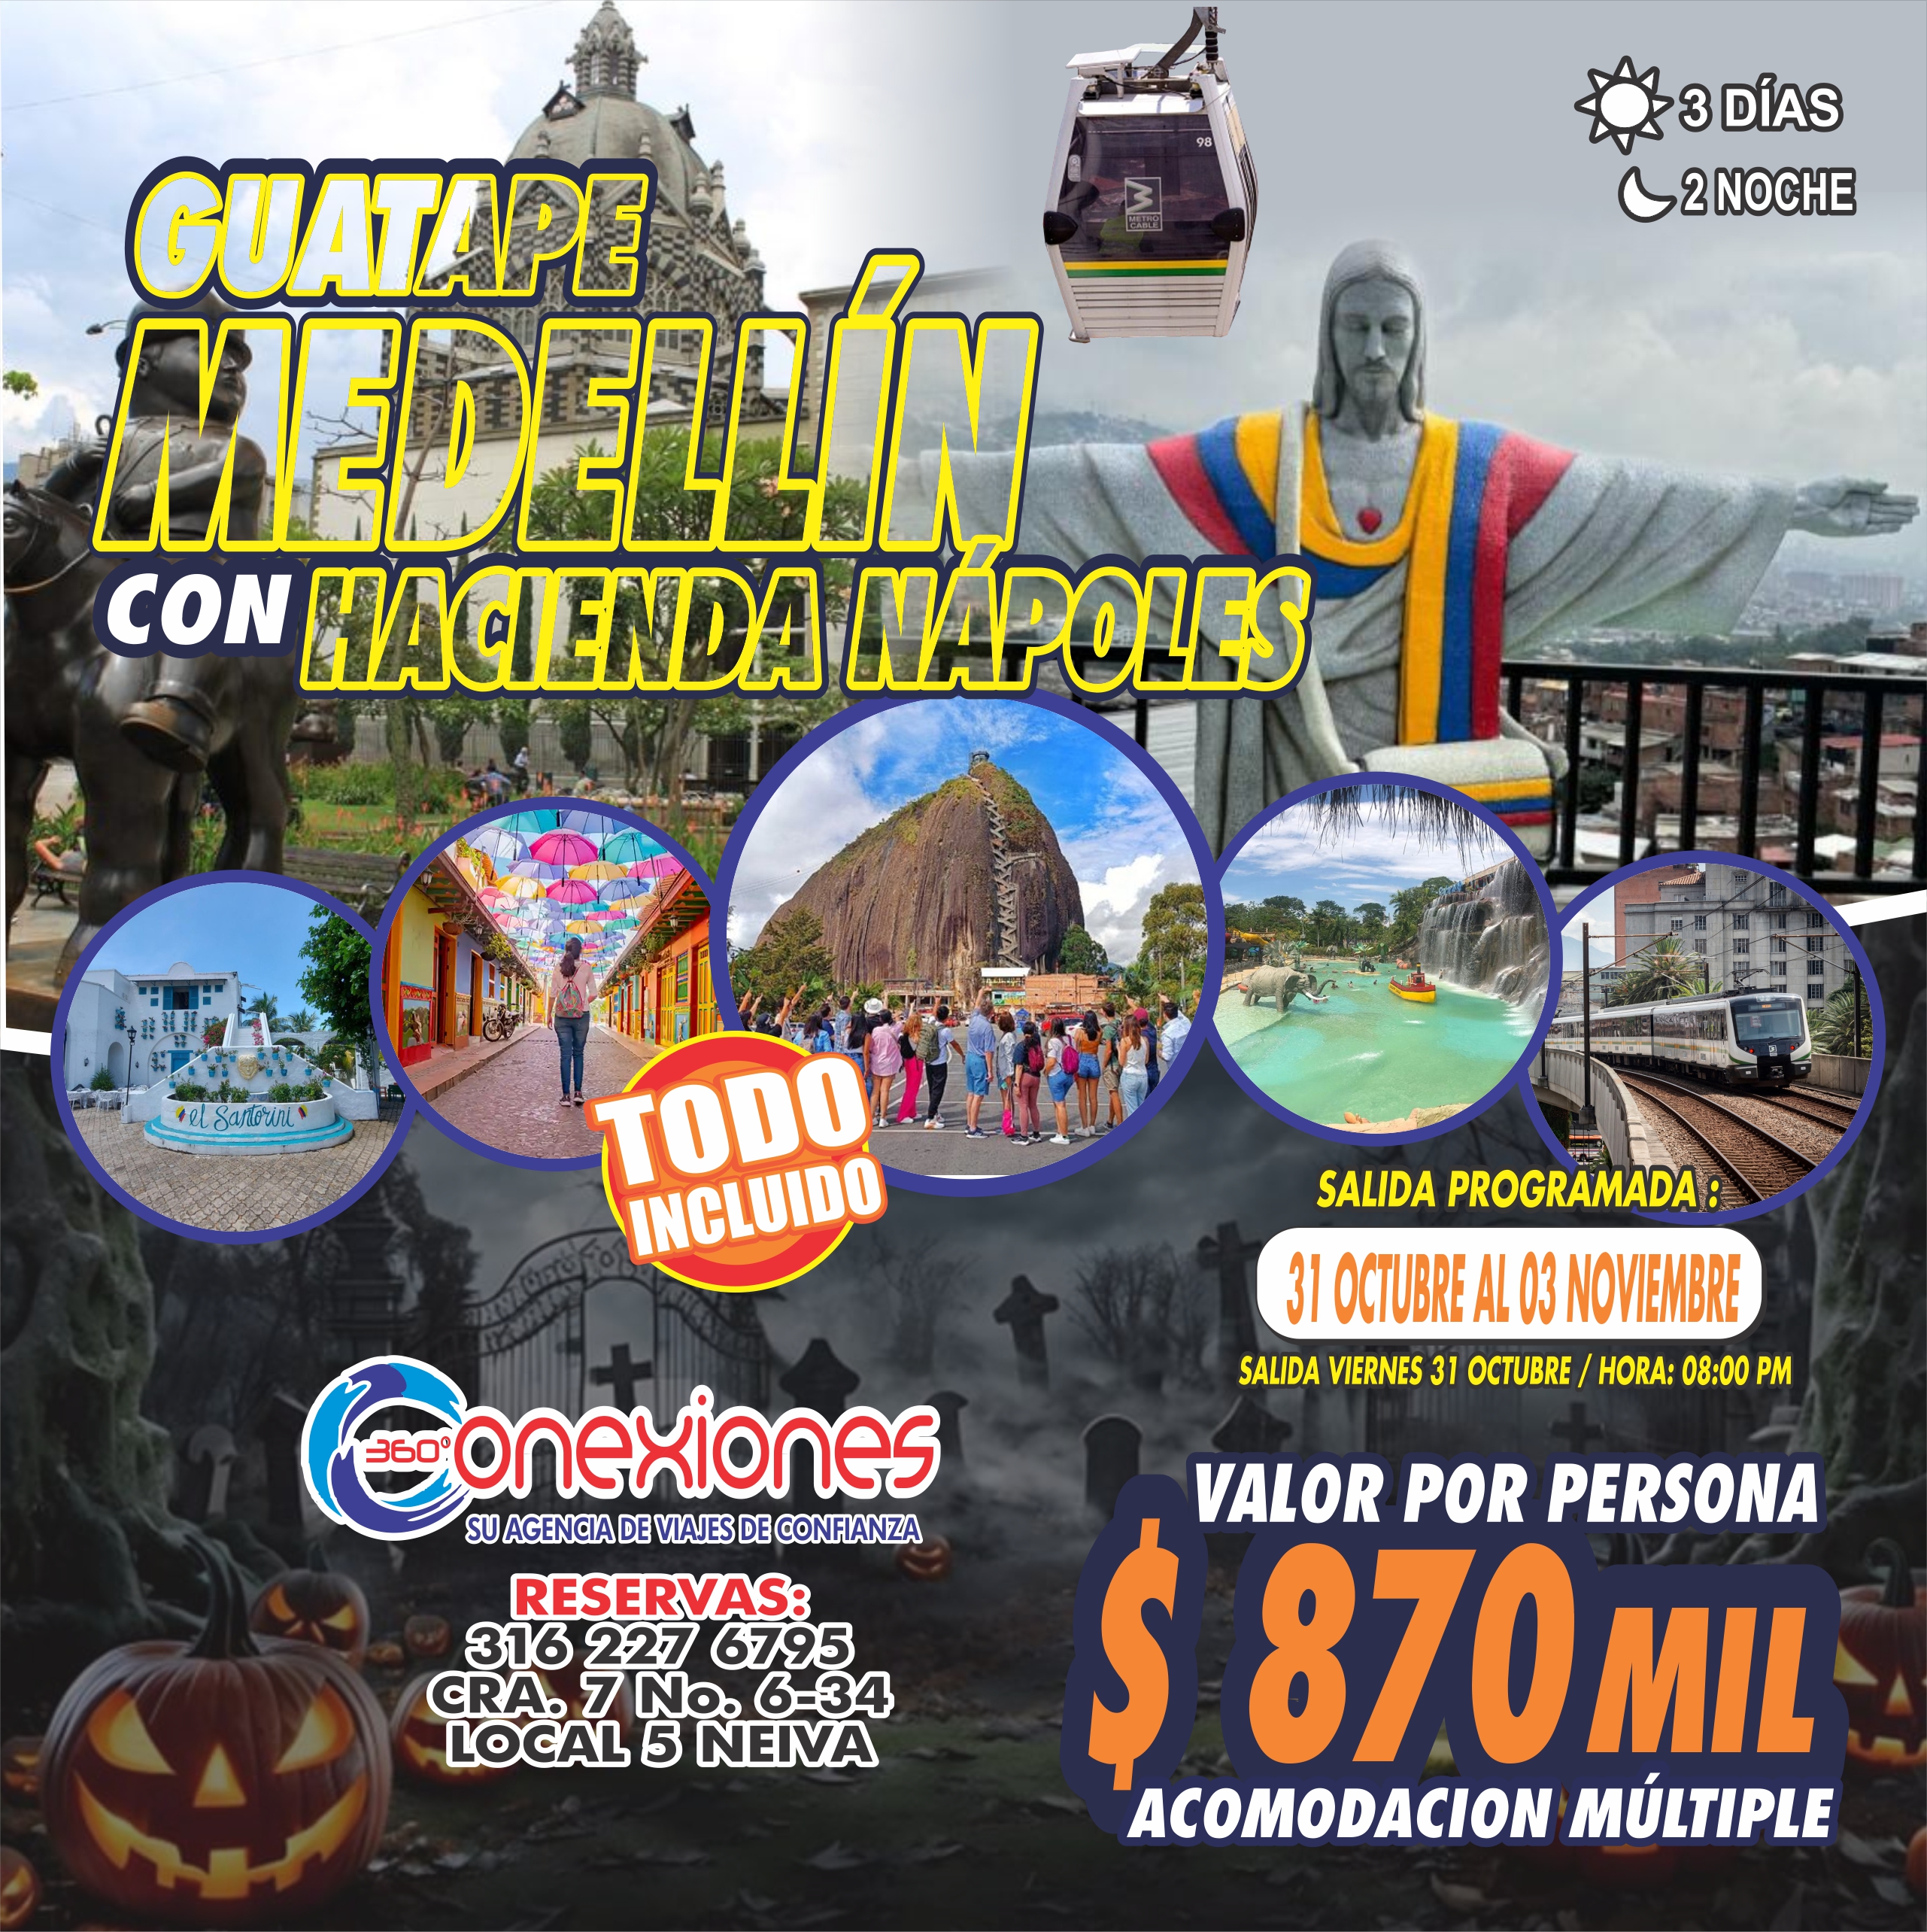 3 DÍAS
2 NOCHE
98
METRO
CABLE
GUATAPE
MEDELLÍN
CON HACIENDA NÁPOLES
el Santorini
TODO
INCLUIDO
SALIDA PROGRAMADA :
31 OCTUBRE AL 03 NOVIEMBRE
SALIDA VIERNES 31 OCTUBRE / HORA: 08:00 PM
360° Conexiones
SU AGENCIA DE VIAJES DE CONFIANZA
RESERVAS:
316 227 6795
CRA. 7 No. 6-34
LOCAL 5 NEIVA
VALOR POR PERSONA
$ 870 MIL
ACOMODACION MÚLTIPLE